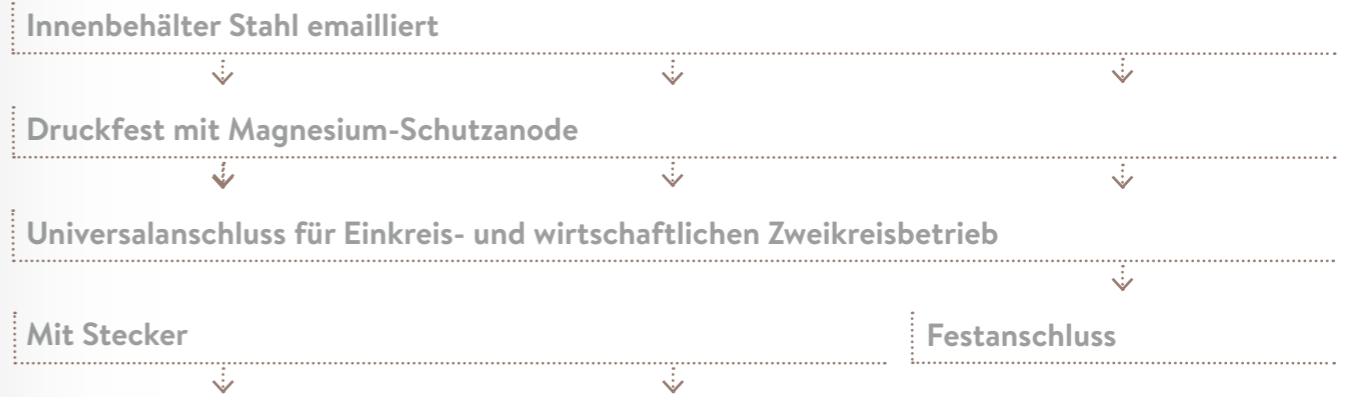 Innenbehälter Stahl emailliert
Druckfest mit Magnesium-Schutzanode
Universalanschluss für Einkreis- und wirtschaftlichen Zweikreisbetrieb
Mit Stecker
Festanschluss